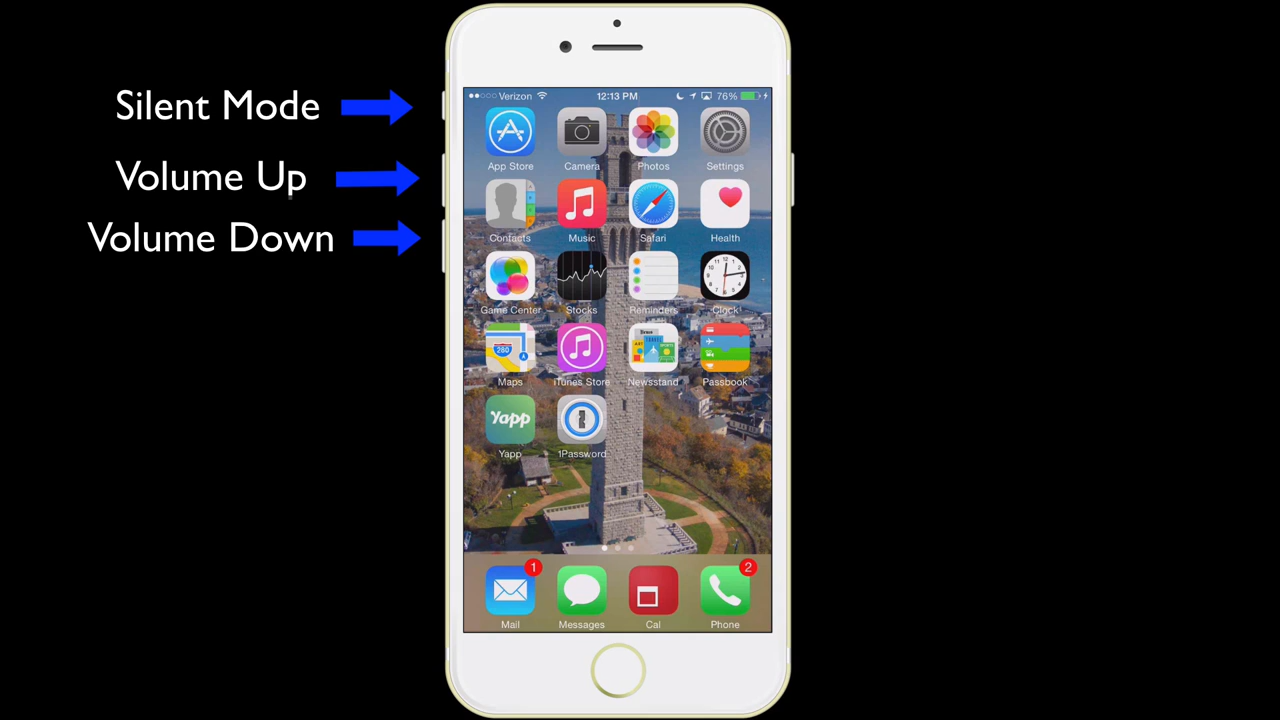 Silent Mode
Volume Up
Volume Down
Verizon 12:13 PM 76%
App Store Camera Photos Settings
Contacts Music Safari Health
Game Center Stocks Reminders Clock
280
Maps iTunes Store Newsstand Passbook
Yapp
Yapp 1Password
1 2
Mail Messages Cal Phone